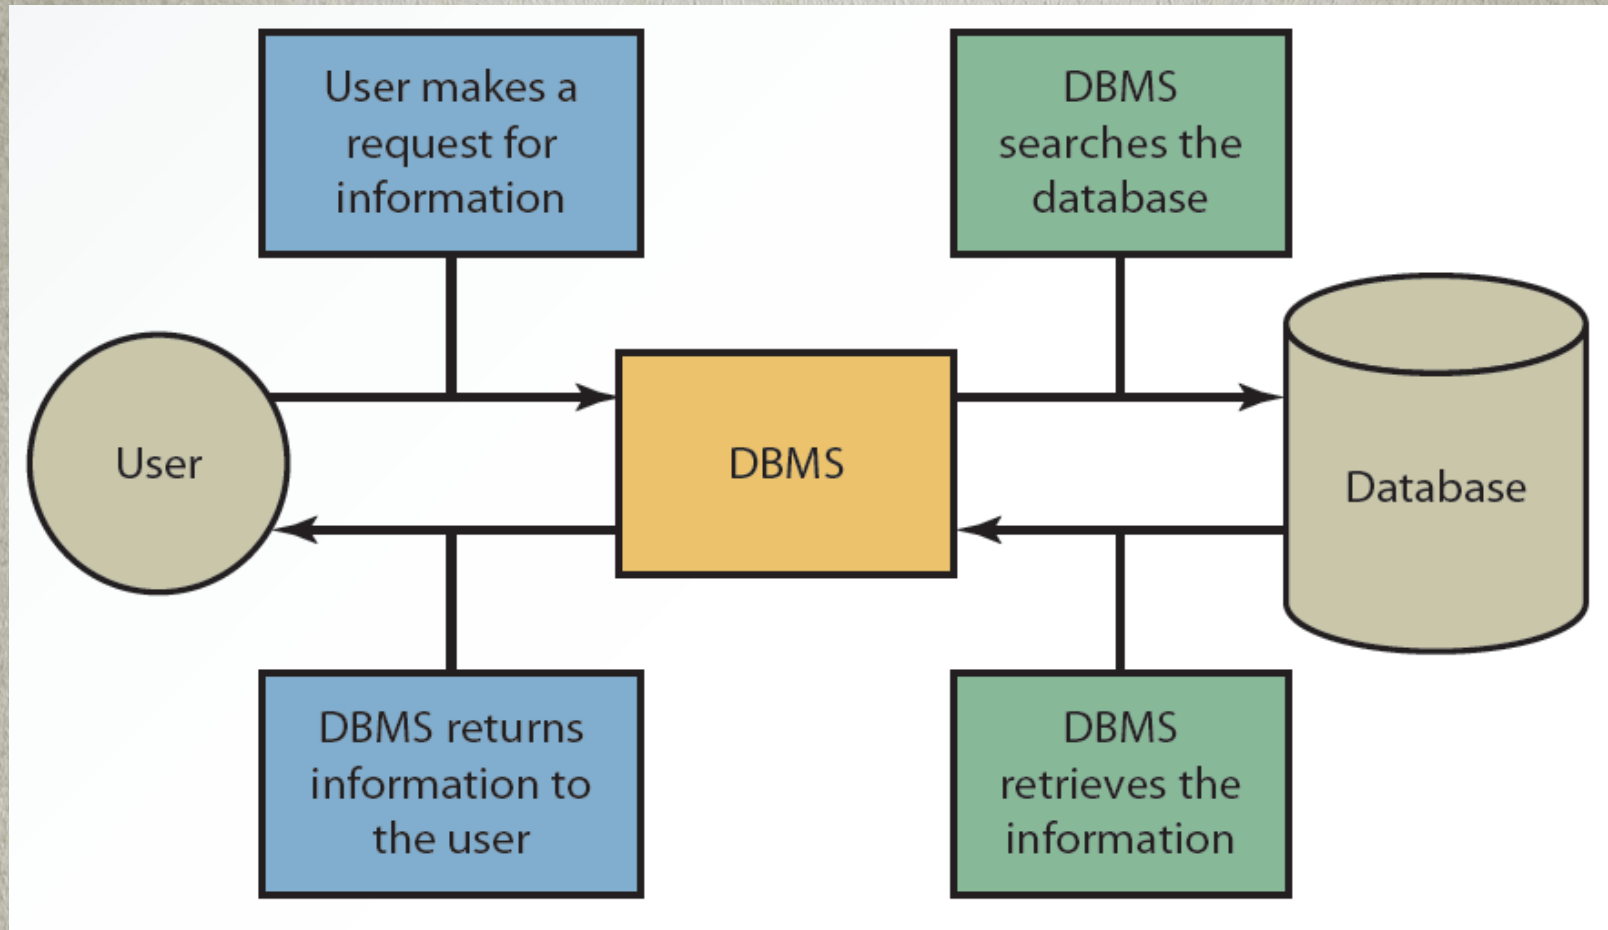 User makes a
request for
information
DBMS
searches the
database
User
DBMS
Database
DBMS returns
information to
the user
DBMS
retrieves the
information